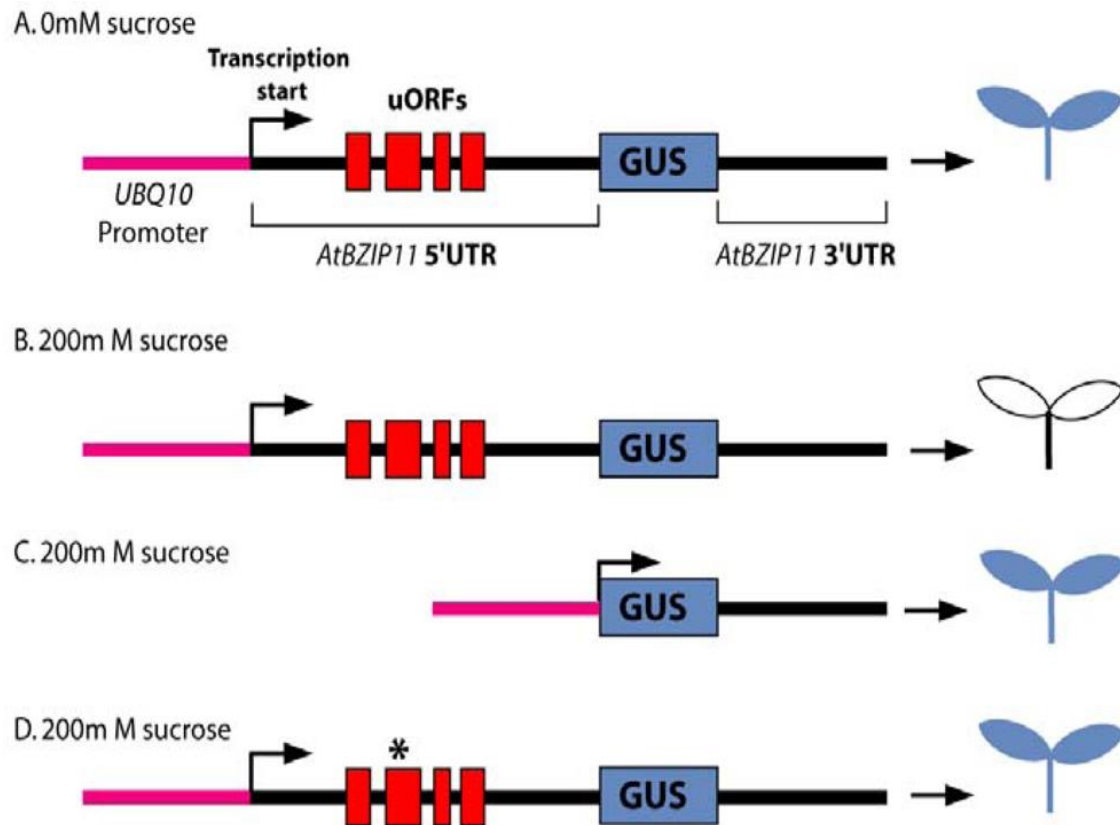 A. 0mM sucrose
Transcription
start
uORFs
GUS
UBQ10
Promoter
AtBZIP11 5'UTR
AtBZIP11 3'UTR
B. 200m M sucrose
GUS
C. 200m M sucrose
GUS
D. 200m M sucrose
*
GUS